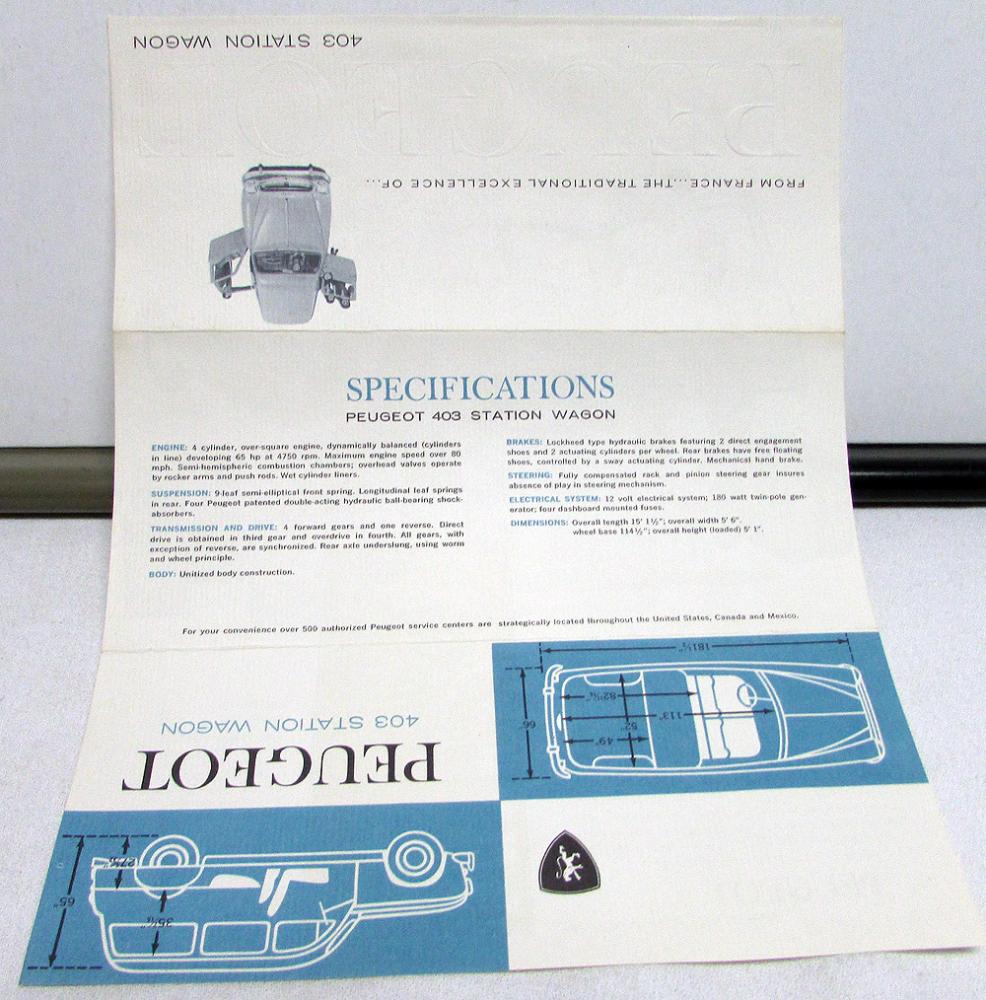 403 STATION WAGON
PEUGEOT
FROM FRANCE...THE TRADITIONAL EXCELLENCE OF...
SPECIFICATIONS
PEUGEOT 403 STATION WAGON
ENGINE: 4 cylinder, over-square engine, dynamically balanced (cylinders
in line) developing 65 hp at 4750 rpm. Maximum engine speed over 80
mph. Semi-hemispheric combustion chambers; overhead valves operate
by rocker arms and push rods. Wet cylinder liners.
SUSPENSION: 9-leaf semi-elliptical front spring. Longitudinal leaf springs
in rear. Four Peugeot patented double-acting hydraulic ball-bearing shock-
absorbers.
TRANSMISSION AND DRIVE: 4 forward gears and one reverse. Direct
drive is obtained in third gear and overdrive in fourth. All gears, with
exception of reverse, are synchronized. Rear axle underslung, using worm
and wheel principle.
BODY: Unitized body construction.
BRAKES: Lockheed type hydraulic brakes featuring 2 direct engagement
shoes and 2 actuating cylinders per wheel. Rear brakes have free floating
shoes, controlled by a sway actuating cylinder. Mechanical hand brake.
STEERING: Fully compensated rack and pinion steering gear insures
absence of play in steering mechanism.
ELECTRICAL SYSTEM: 12 volt electrical system; 180 watt twin-pole gen-
erator; four dashboard mounted fuses.
DIMENSIONS: Overall length 15' 1½"; overall width 5' 6".
wheel base 114½"; overall height (loaded) 5' 1".
For your convenience over 500 authorized Peugeot service centers are strategically located throughout the United States, Canada and Mexico.
403 STATION WAGON
PEUGEOT
181½"
66"
113"
52"
49"
65"